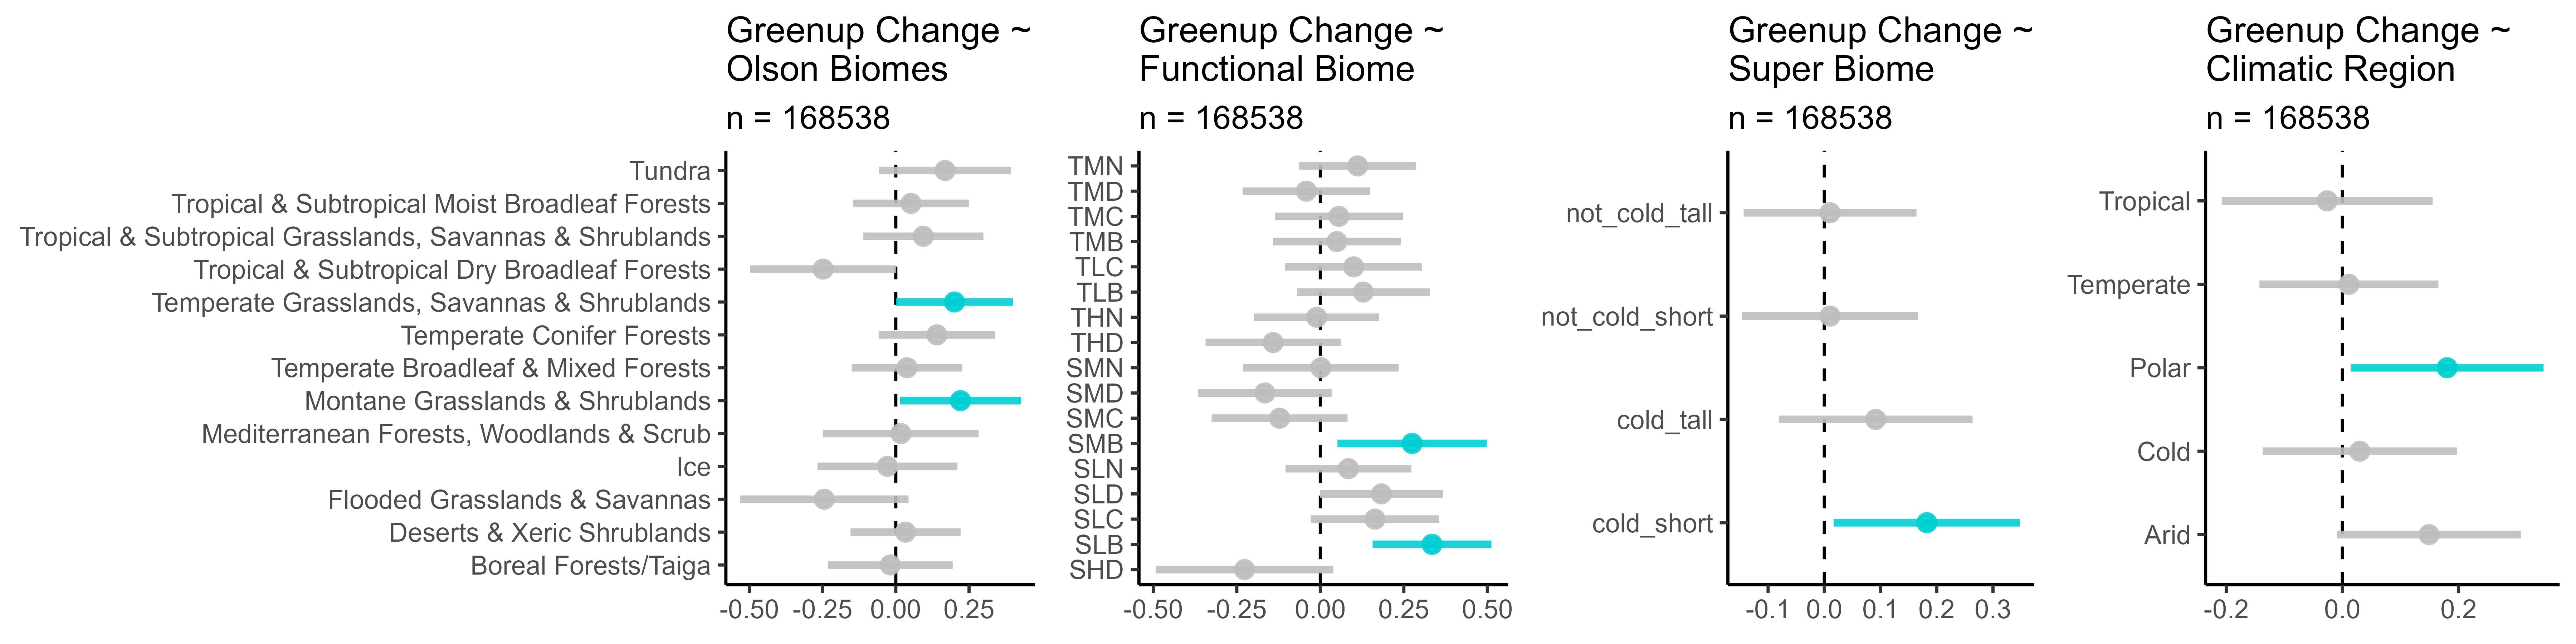 Greenup Change ~
Olson Biomes
n = 168538
Tundra
Tropical & Subtropical Moist Broadleaf Forests
Tropical & Subtropical Grasslands, Savannas & Shrublands
Tropical & Subtropical Dry Broadleaf Forests
Temperate Grasslands, Savannas & Shrublands
Temperate Conifer Forests
Temperate Broadleaf & Mixed Forests
Montane Grasslands & Shrublands
Mediterranean Forests, Woodlands & Scrub
Ice
Flooded Grasslands & Savannas
Deserts & Xeric Shrublands
Boreal Forests/Taiga
-0.50 -0.25 0.00 0.25
Greenup Change ~
Functional Biome
n = 168538
TMN
TMD
TMC
TMB
TLC
TLB
THN
THD
SMN
SMD
SMC
SMB
SLN
SLD
SLC
SLB
SHD
-0.50 -0.25 0.00 0.25 0.50
Greenup Change ~
Super Biome
n = 168538
not_cold_tall
not_cold_short
cold_tall
cold_short
-0.1 0.0 0.1 0.2 0.3
Greenup Change ~
Climatic Region
n = 168538
Tropical
Temperate
Polar
Cold
Arid
-0.2 0.0 0.2